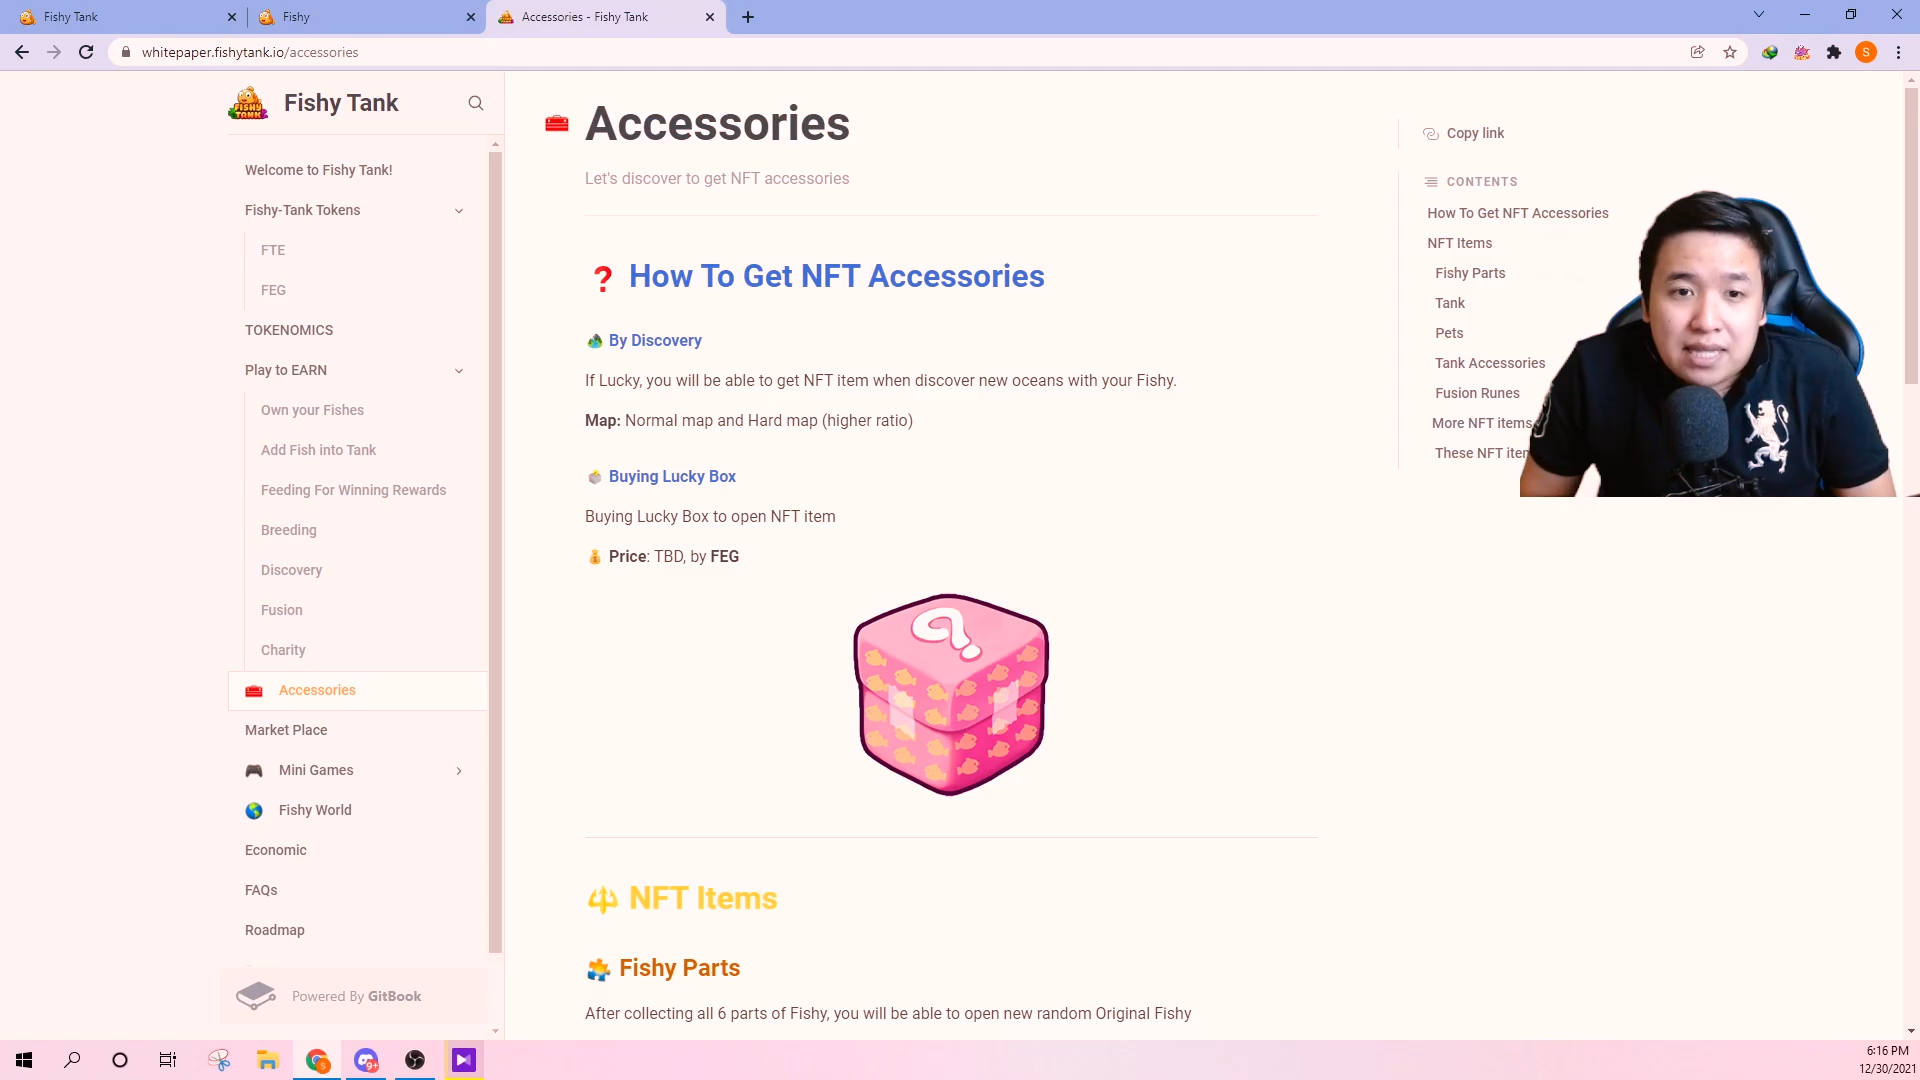 Fishy Tank
Fishy
Accessories - Fishy Tank
whitepaper.fishytank.io/accessories
S
FISHY TANK
Fishy Tank
Welcome to Fishy Tank!
Fishy-Tank Tokens
FTE
FEG
TOKENOMICS
Play to EARN
Own your Fishes
Add Fish into Tank
Feeding For Winning Rewards
Breeding
Discovery
Fusion
Charity
Accessories
Market Place
Mini Games
Fishy World
Economic
FAQs
Roadmap
Powered By GitBook
Accessories
Let's discover to get NFT accessories
❓ How To Get NFT Accessories
By Discovery
If Lucky, you will be able to get NFT item when discover new oceans with your Fishy.
Map: Normal map and Hard map (higher ratio)
Buying Lucky Box
Buying Lucky Box to open NFT item
Price: TBD, by FEG
?
NFT Items
Fishy Parts
After collecting all 6 parts of Fishy, you will be able to open new random Original Fishy
Copy link
CONTENTS
How To Get NFT Accessories
NFT Items
Fishy Parts
Tank
Pets
Tank Accessories
Fusion Runes
More NFT items
These NFT
9+
6:16 PM
12/30/2021